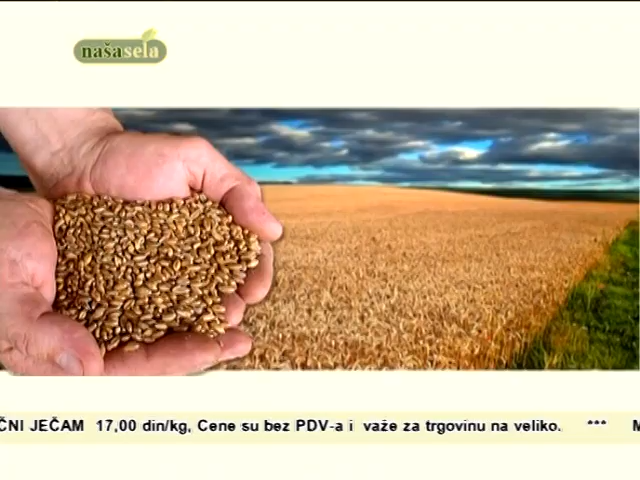 našasela
ČNI JEČAM 17,00 din/kg, Cene su bez PDV-a i važe za trgovinu na veliko. *** M